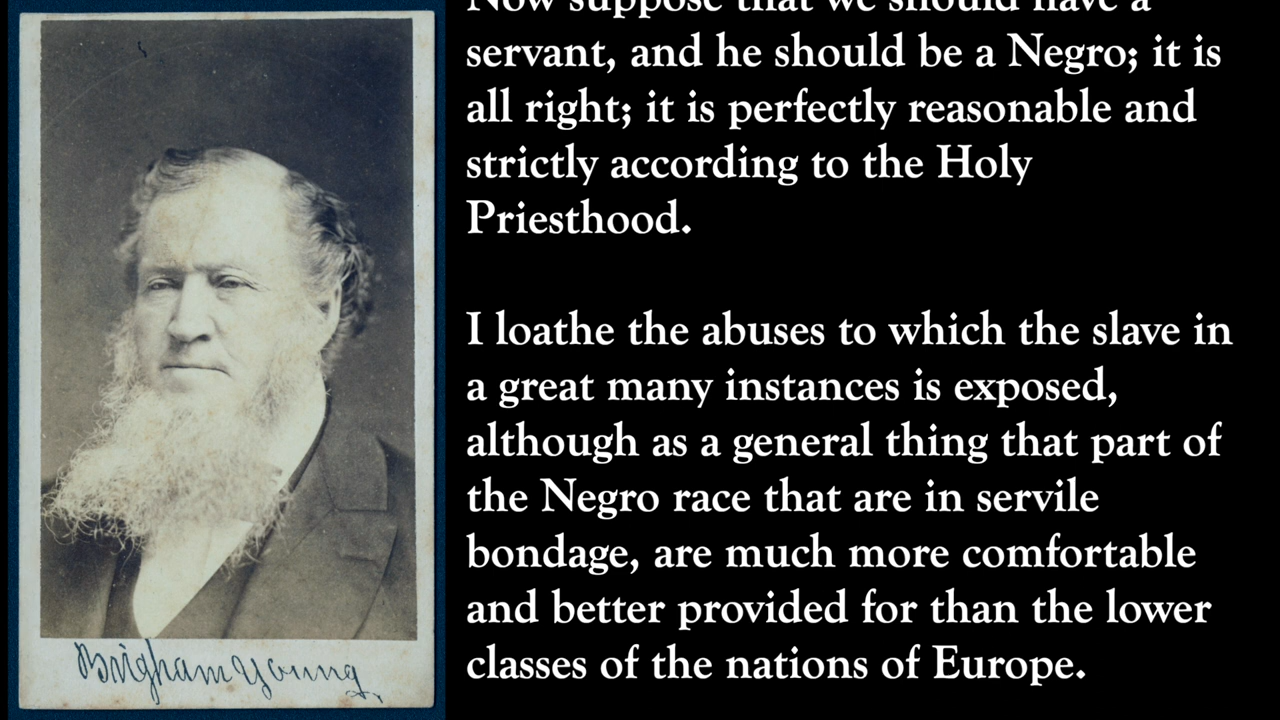 Now suppose that we should have a
servant, and he should be a Negro; it is
all right; it is perfectly reasonable and
strictly according to the Holy
Priesthood.
I loathe the abuses to which the slave in
a great many instances is exposed,
although as a general thing that part of
the Negro race that are in servile
bondage, are much more comfortable
and better provided for than the lower
classes of the nations of Europe.
Brigham Young